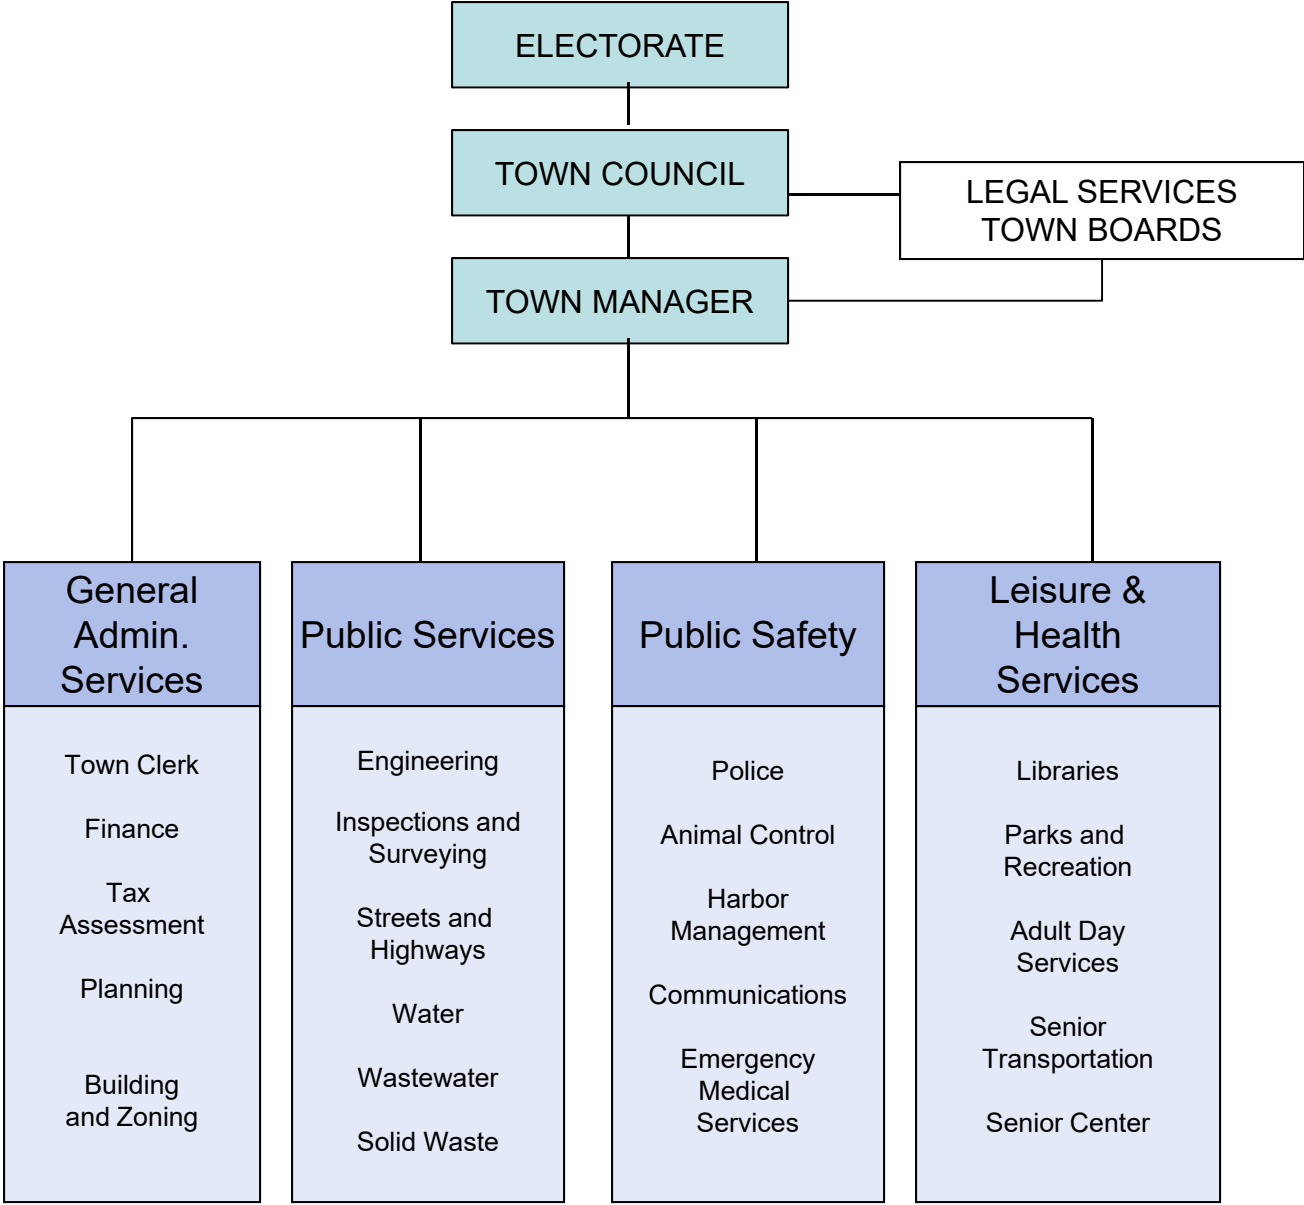 ELECTORATE
TOWN COUNCIL
LEGAL SERVICES
TOWN BOARDS
TOWN MANAGER
General
Admin.
Services
Town Clerk
Finance
Tax
Assessment
Planning
Building
and Zoning
Public Services
Engineering
Inspections and
Surveying
Streets and
Highways
Water
Wastewater
Solid Waste
Public Safety
Police
Animal Control
Harbor
Management
Communications
Emergency
Medical
Services
Leisure &
Health
Services
Libraries
Parks and
Recreation
Adult Day
Services
Senior
Transportation
Senior Center